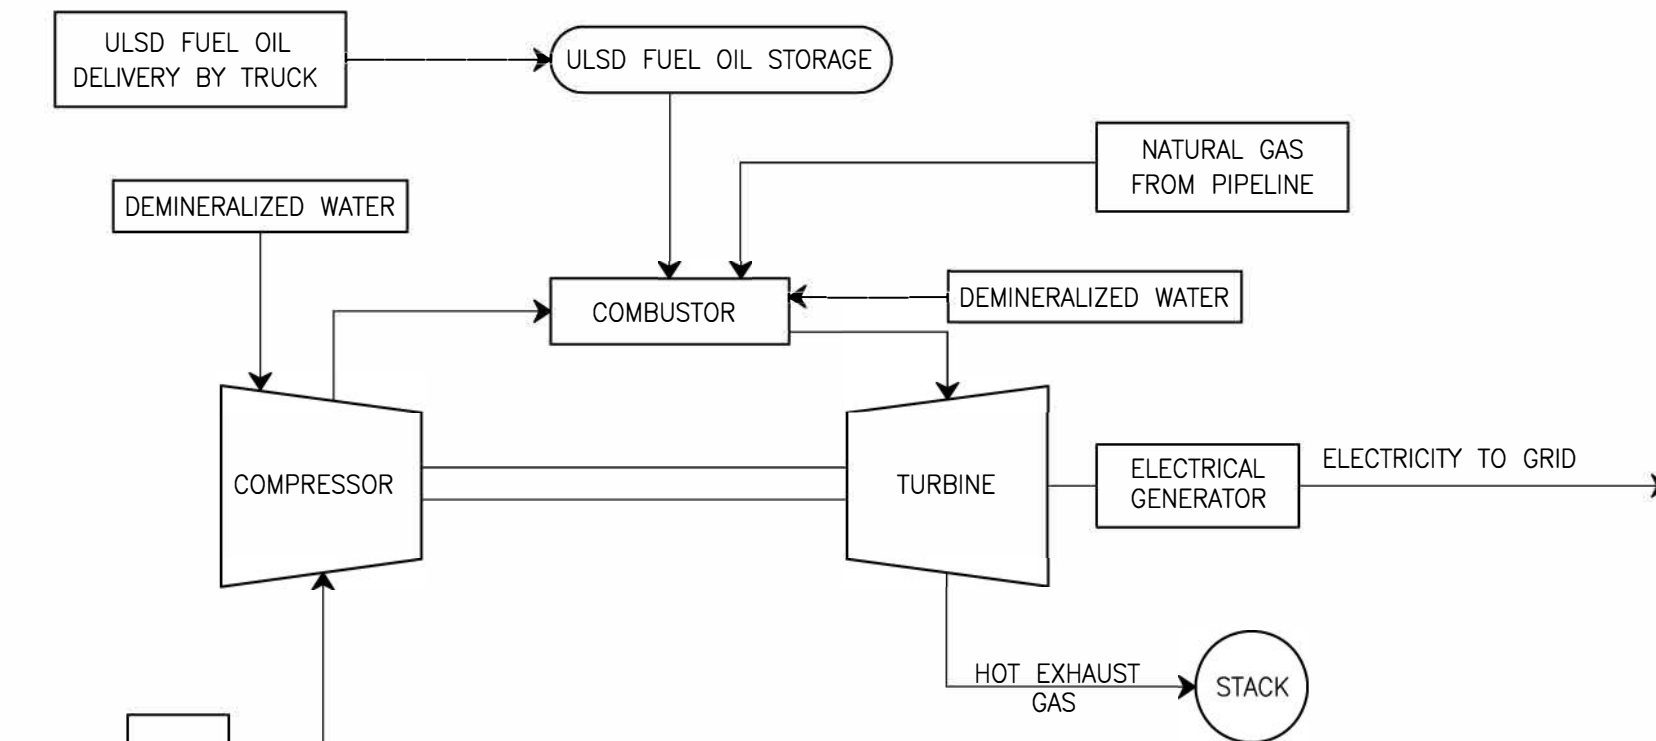 ULSD FUEL OIL
DELIVERY BY TRUCK
ULSD FUEL OIL STORAGE
NATURAL GAS
FROM PIPELINE
DEMINERALIZED WATER
COMBUSTOR
DEMINERALIZED WATER
COMPRESSOR
TURBINE
ELECTRICAL
GENERATOR
ELECTRICITY TO GRID
HOT EXHAUST
GAS
STACK